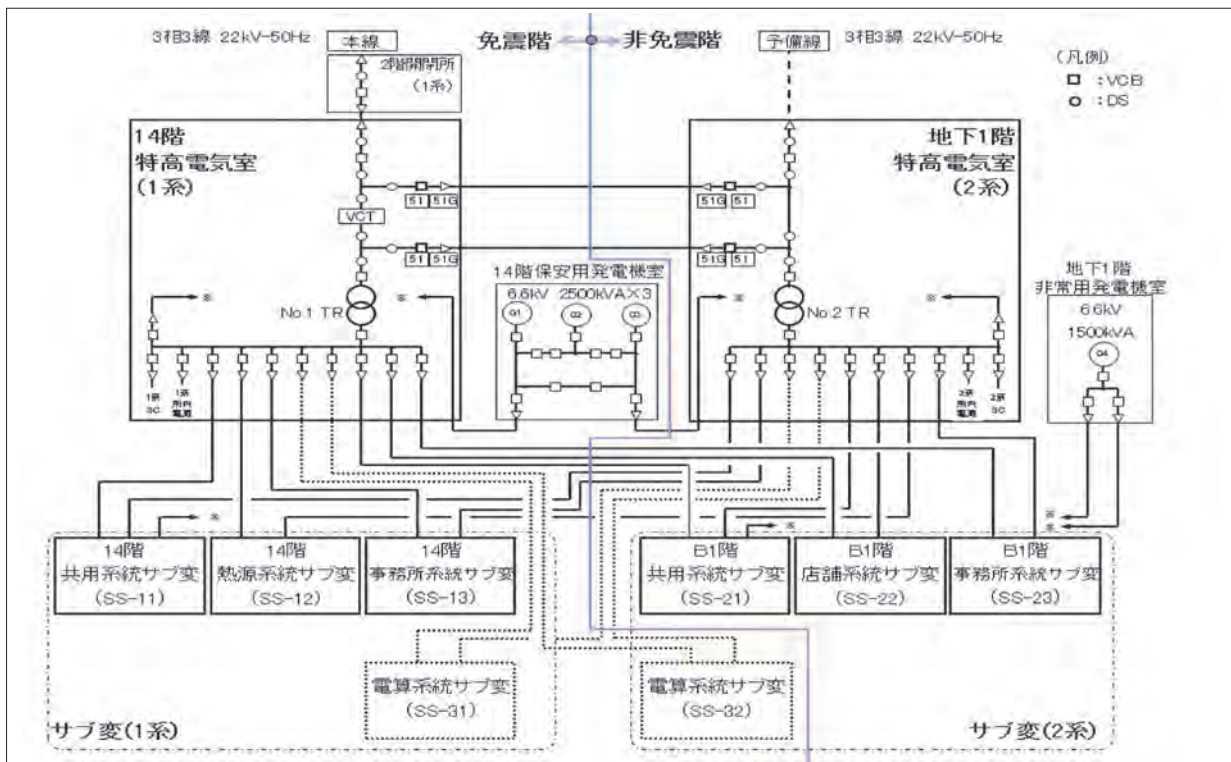 3相3線 22kV-50Hz
本線
免震階
非免震階
予備線
3相3線 22kV-50Hz
2階開閉所
(1系)
(凡例)
:VCB
:DS
14階
特高電気室
(1系)
地下1階
特高電気室
(2系)
51 51G
51G 51
VCT
51 51G
51G 51
14階保安用発電機室
6.6kV 2500kVA×3
G1 G2 G3
地下1階
非常用発電機室
6.6kV
1500kVA
G4
※
※
※
※
No.1 TR
No.2 TR
1系
SC
1系
所内
電源
2系
所内
電源
2系
SC
※
※
※
※
14階
共用系統サブ変
(SS-11)
14階
熱源系統サブ変
(SS-12)
14階
事務所系統サブ変
(SS-13)
B1階
共用系統サブ変
(SS-21)
B1階
店舗系統サブ変
(SS-22)
B1階
事務所系統サブ変
(SS-23)
電算系統サブ変
(SS-31)
電算系統サブ変
(SS-32)
サブ変(1系)
サブ変(2系)